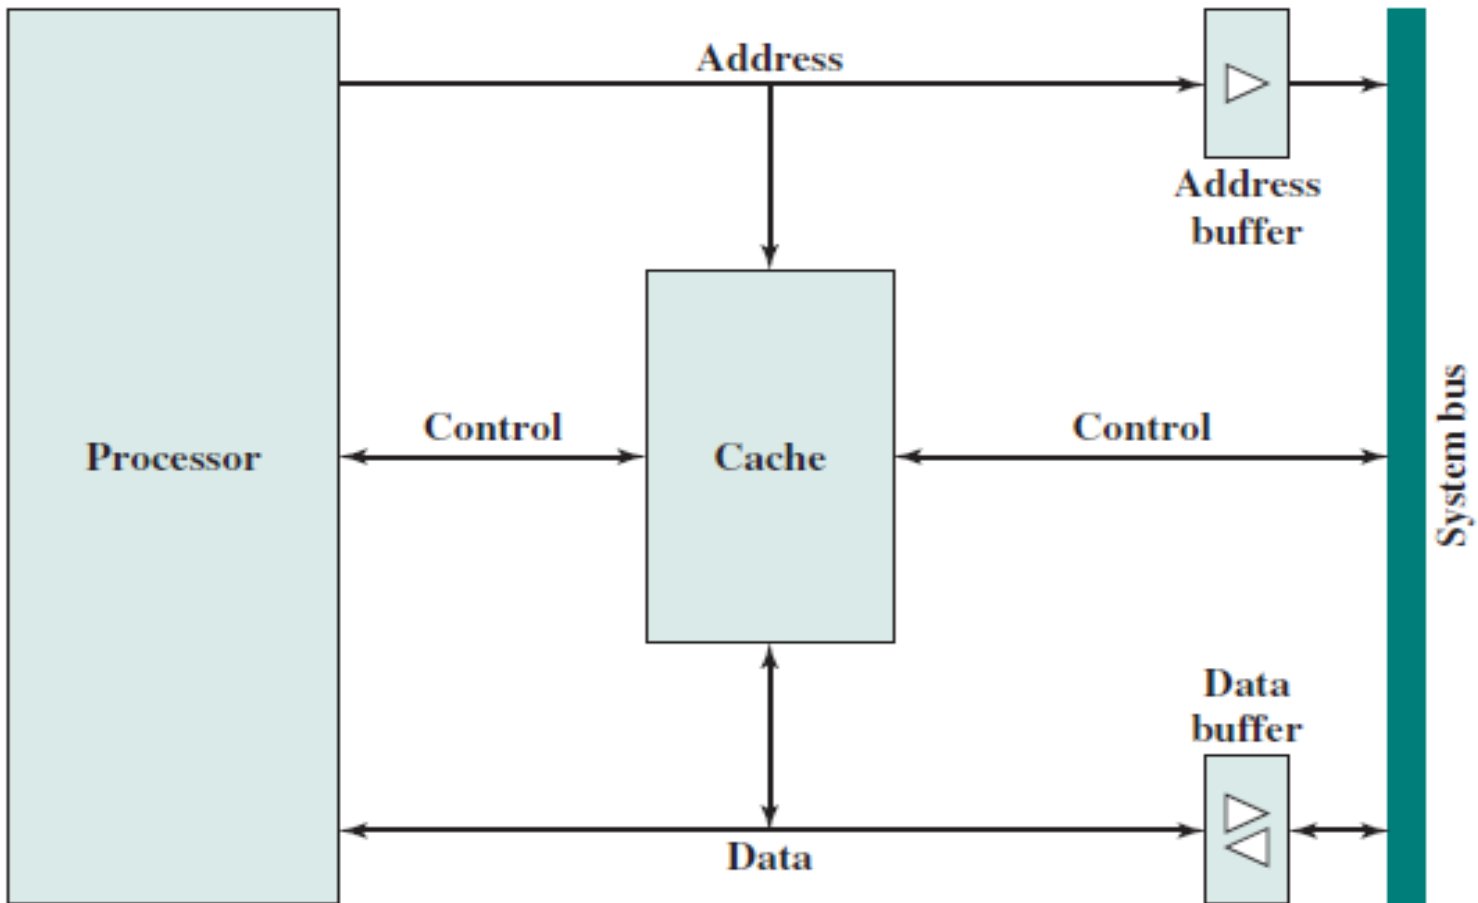 Address
Address
buffer
Processor
Control
Cache
Control
System bus
Data
buffer
Data